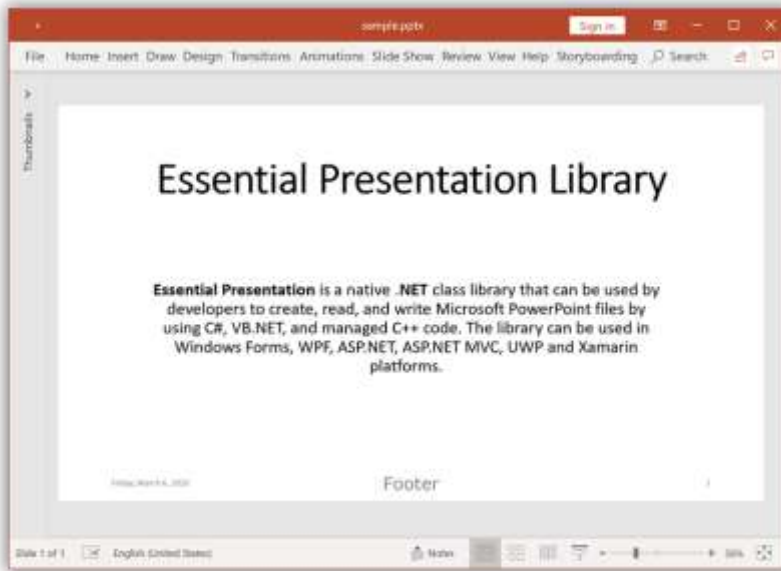 sample.pptx
Sign in
File Home Insert Draw Design Transitions Animations Slide Show Review View Help Storyboarding Search
Thumbnails
Essential Presentation Library
Essential Presentation is a native .NET class library that can be used by
developers to create, read, and write Microsoft PowerPoint files by
using C#, VB.NET, and managed C++ code. The library can be used in
Windows Forms, WPF, ASP.NET, ASP.NET MVC, UWP and Xamarin
platforms.
Footer
Slide 1 of 1 English (United States) Notes